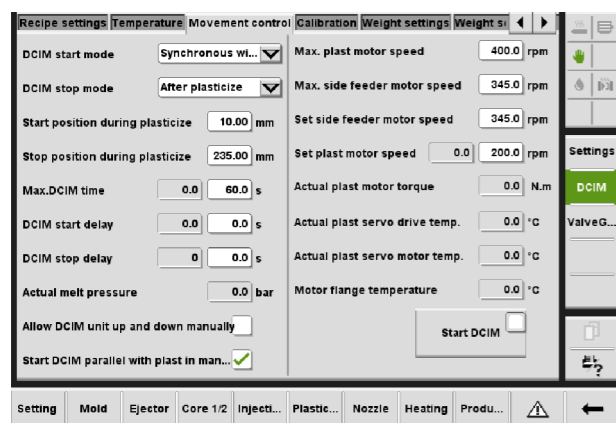 Recipe settings Temperature Movement control Calibration Weight settings Weight s
DCIM start mode Synchronous wi...
DCIM stop mode After plasticize
Start position during plasticize 10.00 mm
Stop position during plasticize 235.00 mm
Max.DCIM time 0.0 60.0 s
DCIM start delay 0.0 0.0 s
DCIM stop delay 0 0.0 s
Actual melt pressure 0.0 bar
Allow DCIM unit up and down manually
Start DCIM parallel with plast in man...
Max. plast motor speed 400.0 rpm
Max. side feeder motor speed 345.0 rpm
Set side feeder motor speed 345.0 rpm
Set plast motor speed 0.0 200.0 rpm
Actual plast motor torque 0.0 N.m
Actual plast servo drive temp. 0.0 °C
Actual plast servo motor temp. 0.0 °C
Motor flange temperature 0.0 °C
Start DCIM
Settings
DCIM
ValveG...
Setting Mold Ejector Core 1/2 Injecti... Plastic... Nozzle Heating Produ...